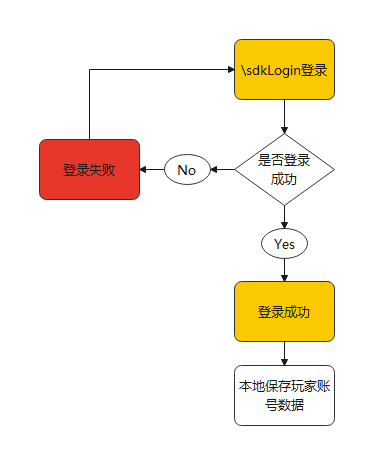 \sdkLogin登录
是否登录
成功
No
登录失败
Yes
登录成功
本地保存玩家账
号数据